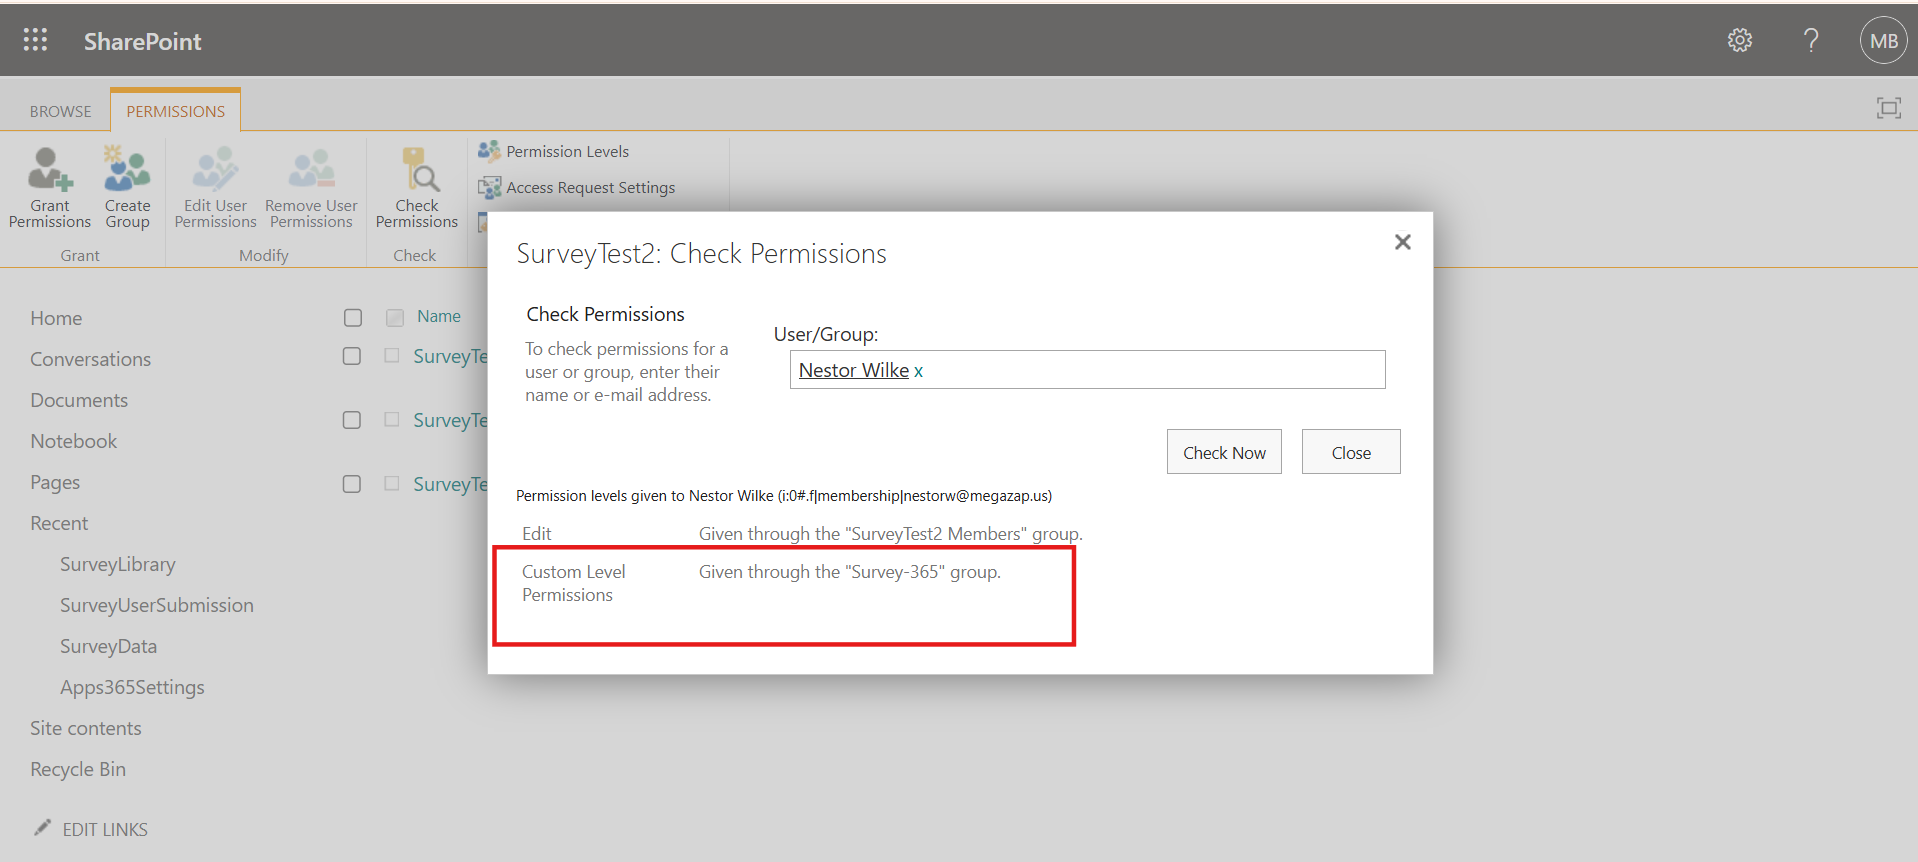 SharePoint
MB
BROWSE
PERMISSIONS
Grant
Permissions
Create
Group
Edit User
Permissions
Remove User
Permissions
Check
Permissions
Permission Levels
Access Request Settings
Grant
Modify
Check
SurveyTest2: Check Permissions
Check Permissions
To check permissions for a
user or group, enter their
name or e-mail address.
User/Group:
Nestor Wilke x
Check Now
Close
Permission levels given to Nestor Wilke (i:0#.f|membership|nestorw@megazap.us)
Edit
Given through the "SurveyTest2 Members" group.
Custom Level
Permissions
Given through the "Survey-365" group.
Home
Conversations
Documents
Notebook
Pages
Recent
SurveyLibrary
SurveyUserSubmission
SurveyData
Apps365Settings
Site contents
Recycle Bin
EDIT LINKS
Name
SurveyTe
SurveyTe
SurveyTe